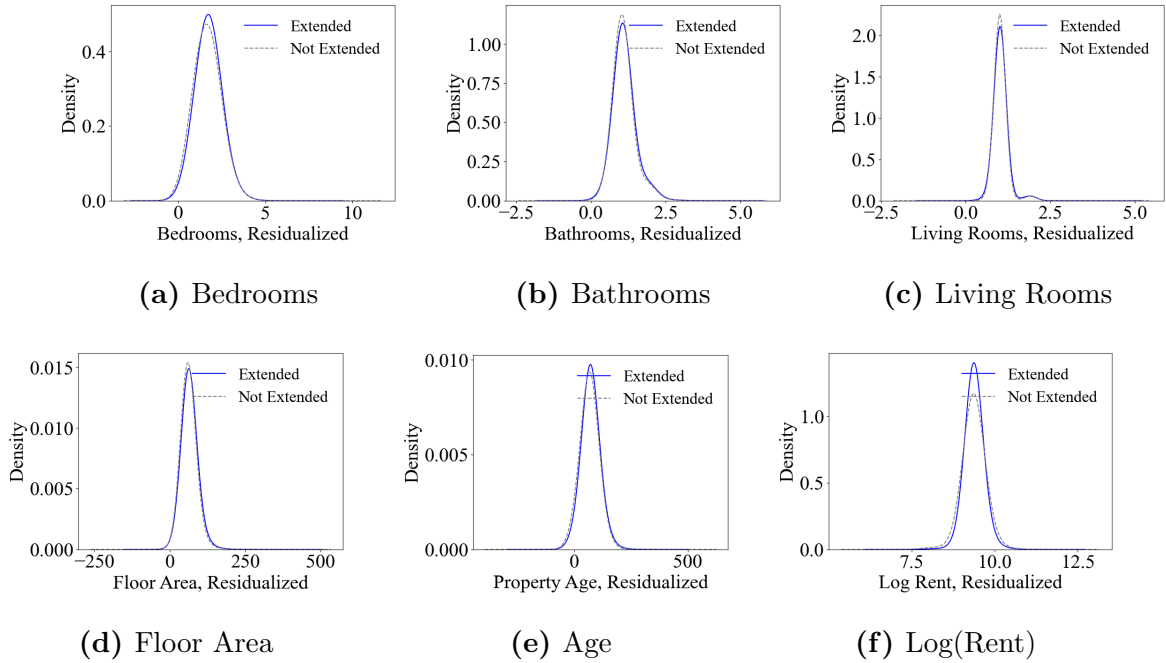 Density
0.4
0.2
0.0
Extended
Not Extended
0
5
10
Bedrooms, Residualized
(a) Bedrooms
Density
1.00
0.75
0.50
0.25
0.00
Extended
Not Extended
−2.5
0.0
2.5
5.0
Bathrooms, Residualized
(b) Bathrooms
Density
2.0
1.5
1.0
0.5
0.0
Extended
Not Extended
−2.5
0.0
2.5
5.0
Living Rooms, Residualized
(c) Living Rooms
Density
0.015
0.010
0.005
0.000
Extended
Not Extended
−250
0
250
500
Floor Area, Residualized
(d) Floor Area
Density
0.010
0.005
0.000
Extended
Not Extended
0
500
Property Age, Residualized
(e) Age
Density
1.0
0.5
0.0
Extended
Not Extended
7.5
10.0
12.5
Log Rent, Residualized
(f) Log(Rent)